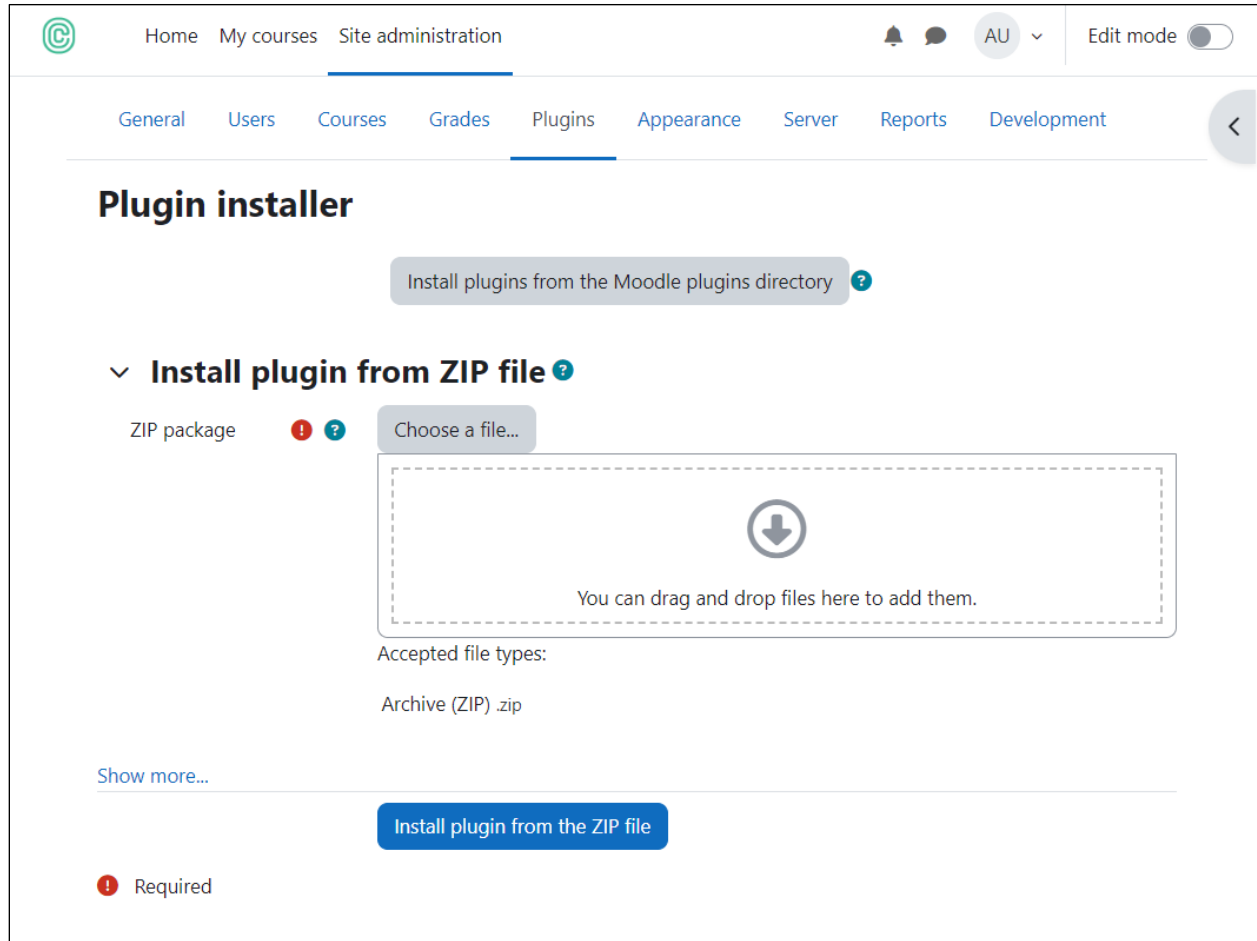 Home My courses Site administration AU Edit mode
General Users Courses Grades Plugins Appearance Server Reports Development
Plugin installer
Install plugins from the Moodle plugins directory ?
Install plugin from ZIP file ?
ZIP package ! ? Choose a file...
You can drag and drop files here to add them.
Accepted file types:
Archive (ZIP) .zip
Show more...
Install plugin from the ZIP file
! Required